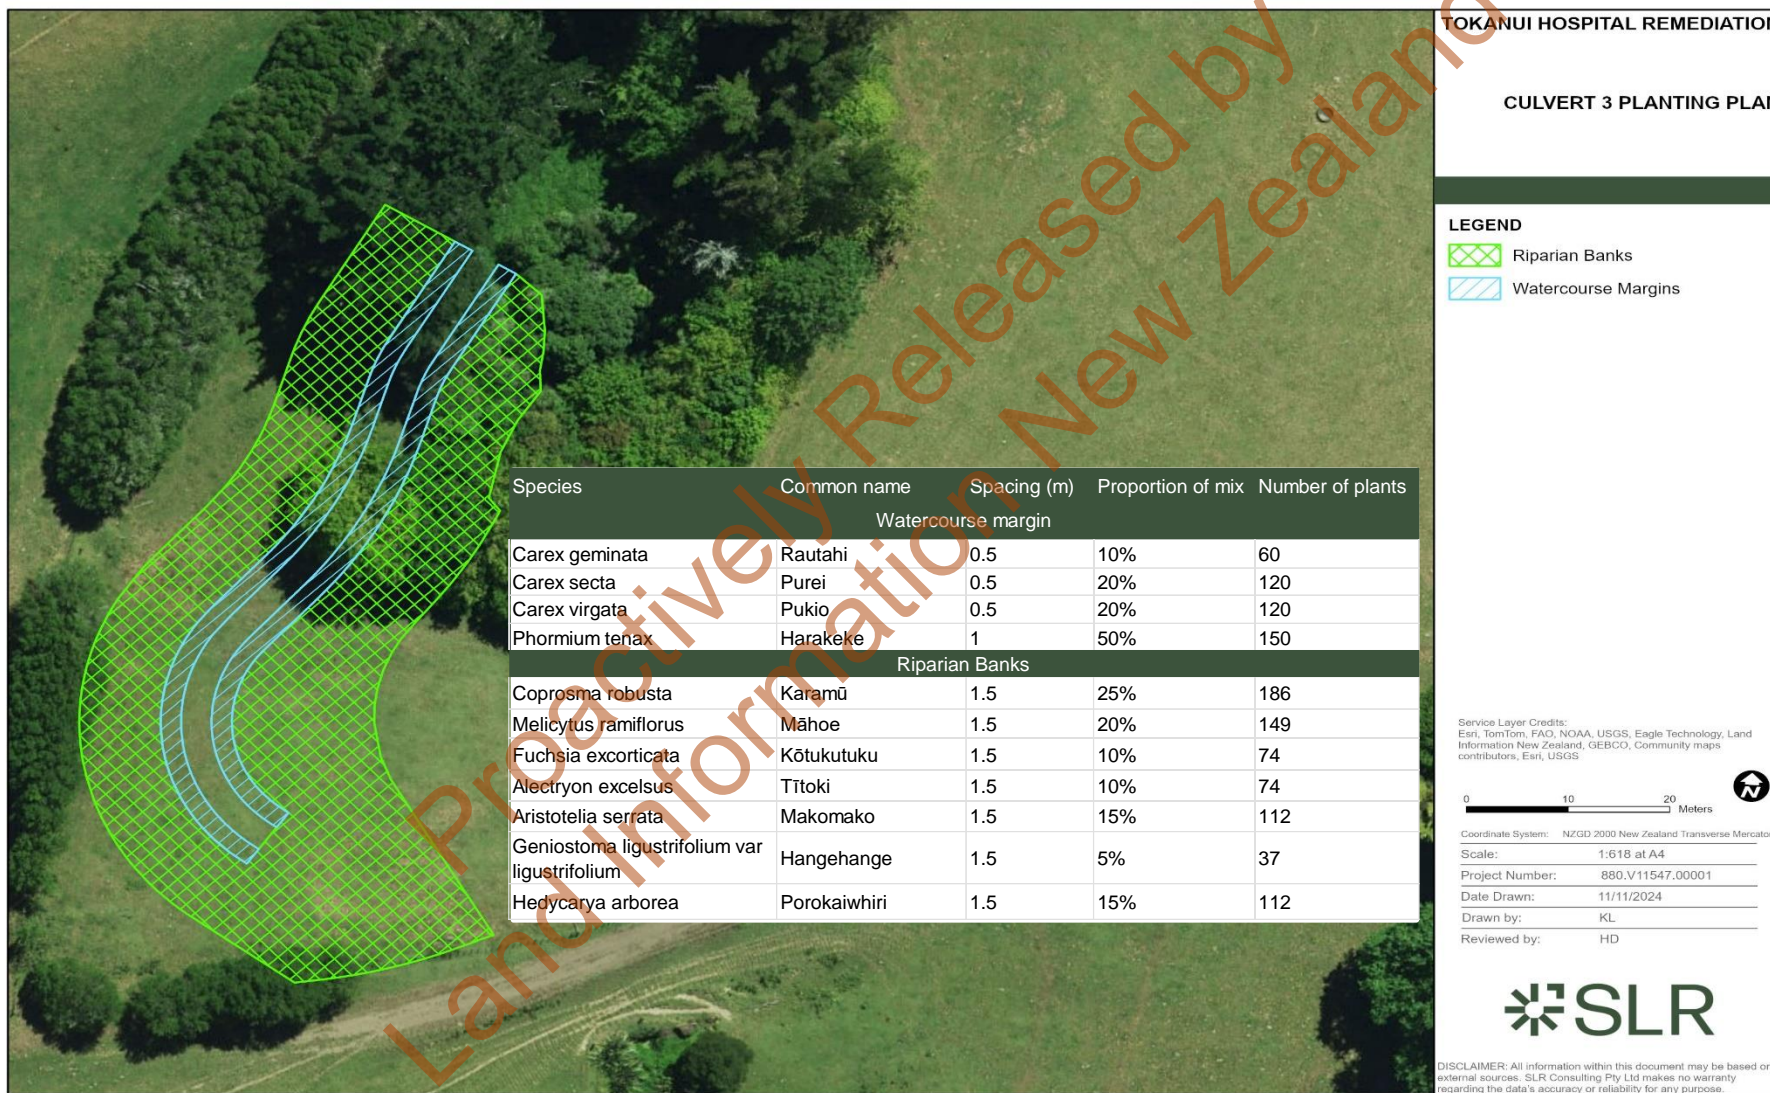 TOKANUI HOSPITAL REMEDIATION
CULVERT 3 PLANTING PLAN
LEGEND
Riparian Banks
Watercourse Margins
Species Common name Spacing (m) Proportion of mix Number of plants
Watercourse margin
Carex geminata Rautahi 0.5 10% 60
Carex secta Purei 0.5 20% 120
Carex virgata Pukio 0.5 20% 120
Phormium tenax Harakeke 1 50% 150
Riparian Banks
Coprosma robusta Karamū 1.5 25% 186
Melicytus ramiflorus Māhoe 1.5 20% 149
Fuchsia excorticata Kōtukutuku 1.5 10% 74
Alectryon excelsus Tītoki 1.5 10% 74
Aristotelia serrata Makomako 1.5 15% 112
Geniostoma ligustrifolium var
ligustrifolium Hangehange 1.5 5% 37
Hedycarya arborea Porokaiwhiri 1.5 15% 112
Service Layer Credits:
Esri, TomTom, FAO, NOAA, USGS, Eagle Technology, Land
Information New Zealand, GEBCO, Community maps
contributors, Esri, USGS
N
0 10 20
Meters
Coordinate System: NZGD 2000 New Zealand Transverse Mercator
Scale: 1:618 at A4
Project Number: 880.V11547.00001
Date Drawn: 11/11/2024
Drawn by: KL
Reviewed by: HD
SLR
DISCLAIMER: All information within this document may be based on
external sources. SLR Consulting Pty Ltd makes no warranty
regarding the data's accuracy or reliability for any purpose.
Proactively Released by
Land Information New Zealand